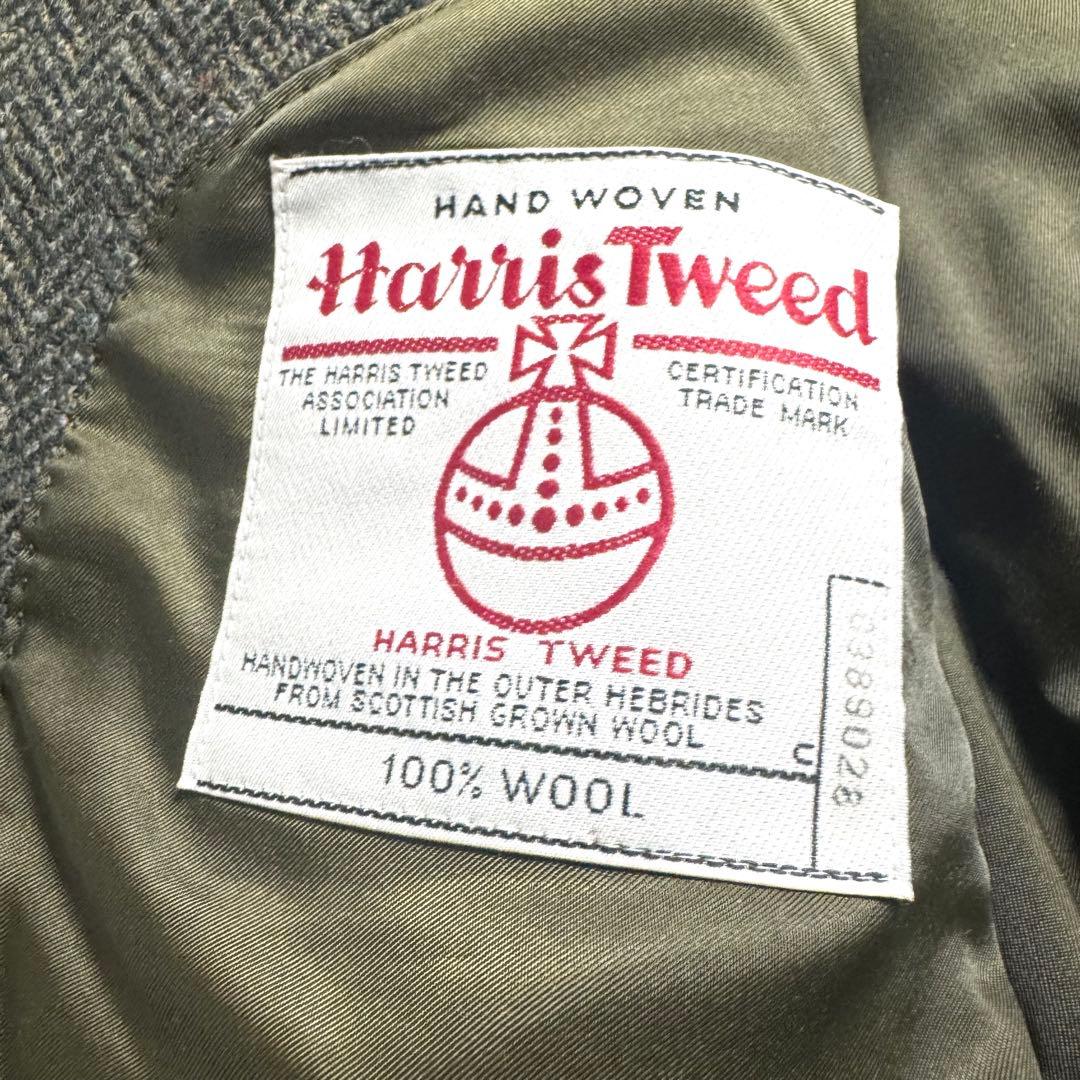 HAND WOVEN
Harris Tweed
THE HARRIS TWEED
ASSOCIATION
LIMITED
CERTIFICATION
TRADE MARK
HARRIS TWEED
HANDWOVEN IN THE OUTER HEBRIDES
FROM SCOTTISH GROWN WOOL
100% WOOL
C